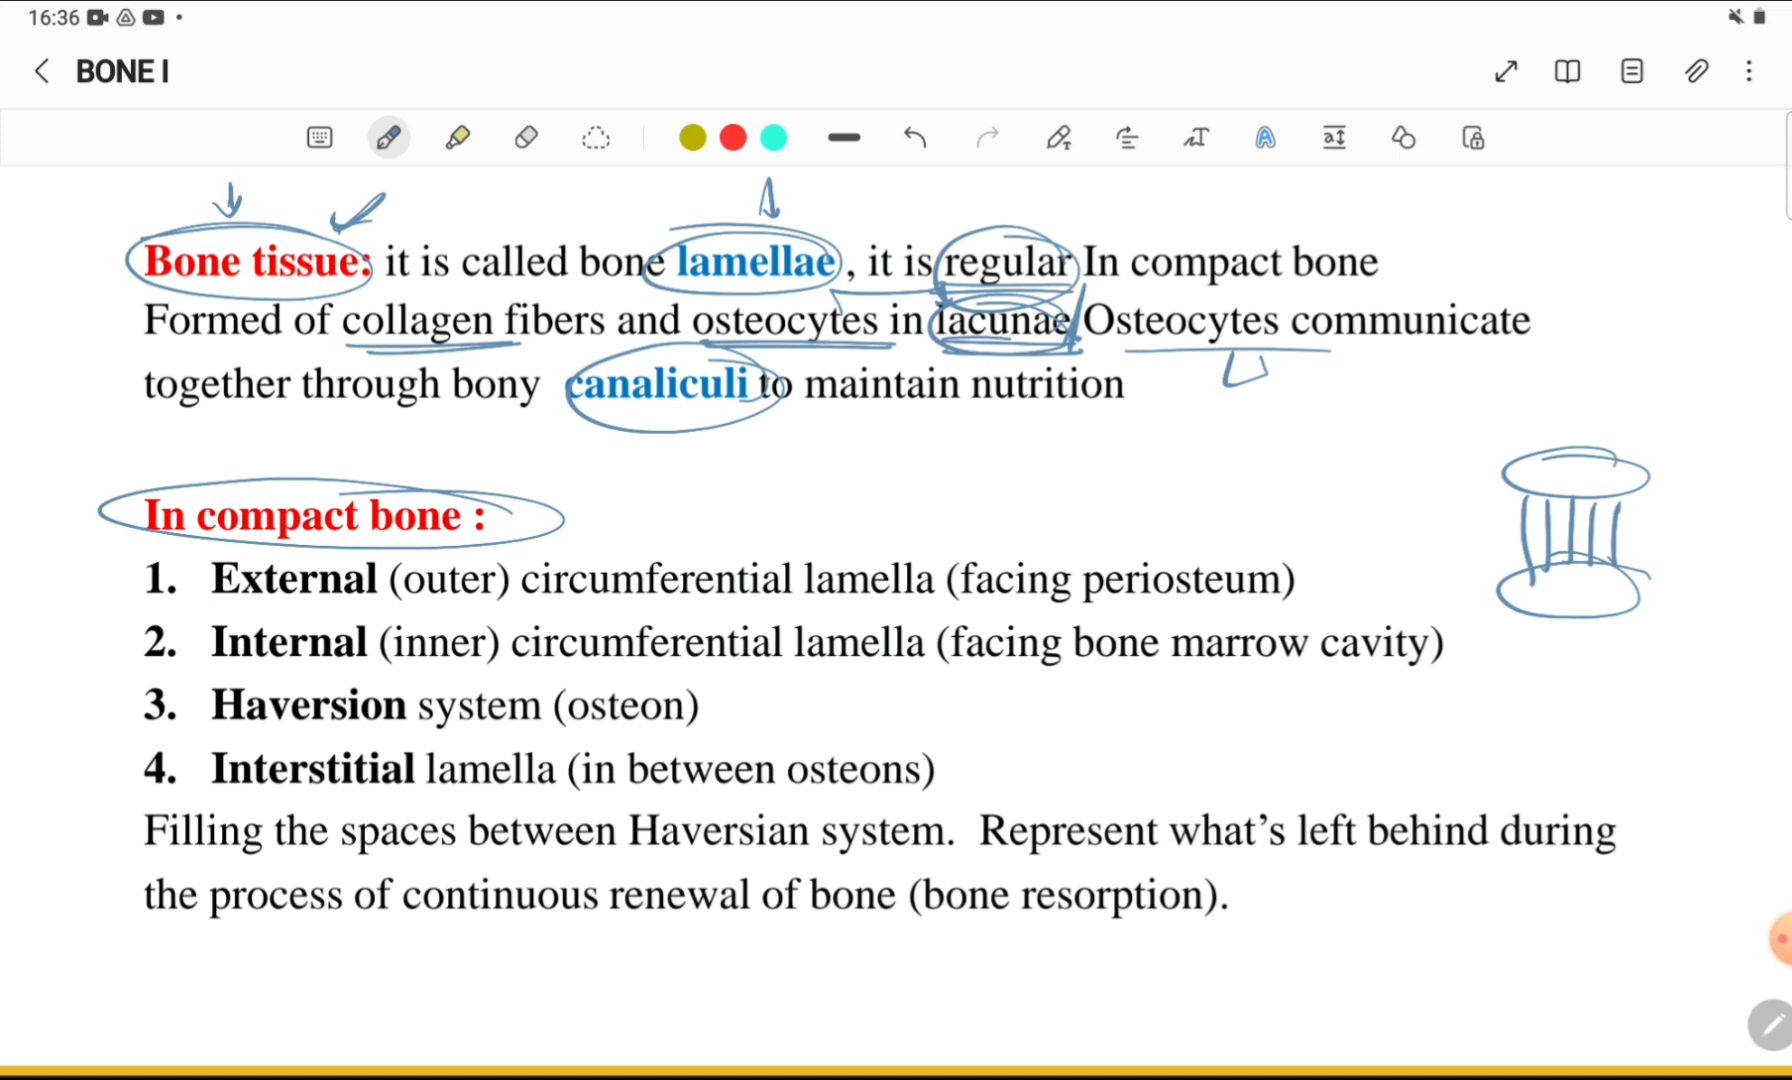 16:36
BONE I
Bone tissue: it is called bone lamellae , it is regular In compact bone
Formed of collagen fibers and osteocytes in lacunae Osteocytes communicate
together through bony canaliculi to maintain nutrition
In compact bone :
1. External (outer) circumferential lamella (facing periosteum)
2. Internal (inner) circumferential lamella (facing bone marrow cavity)
3. Haversion system (osteon)
4. Interstitial lamella (in between osteons)
Filling the spaces between Haversian system. Represent what's left behind during
the process of continuous renewal of bone (bone resorption).